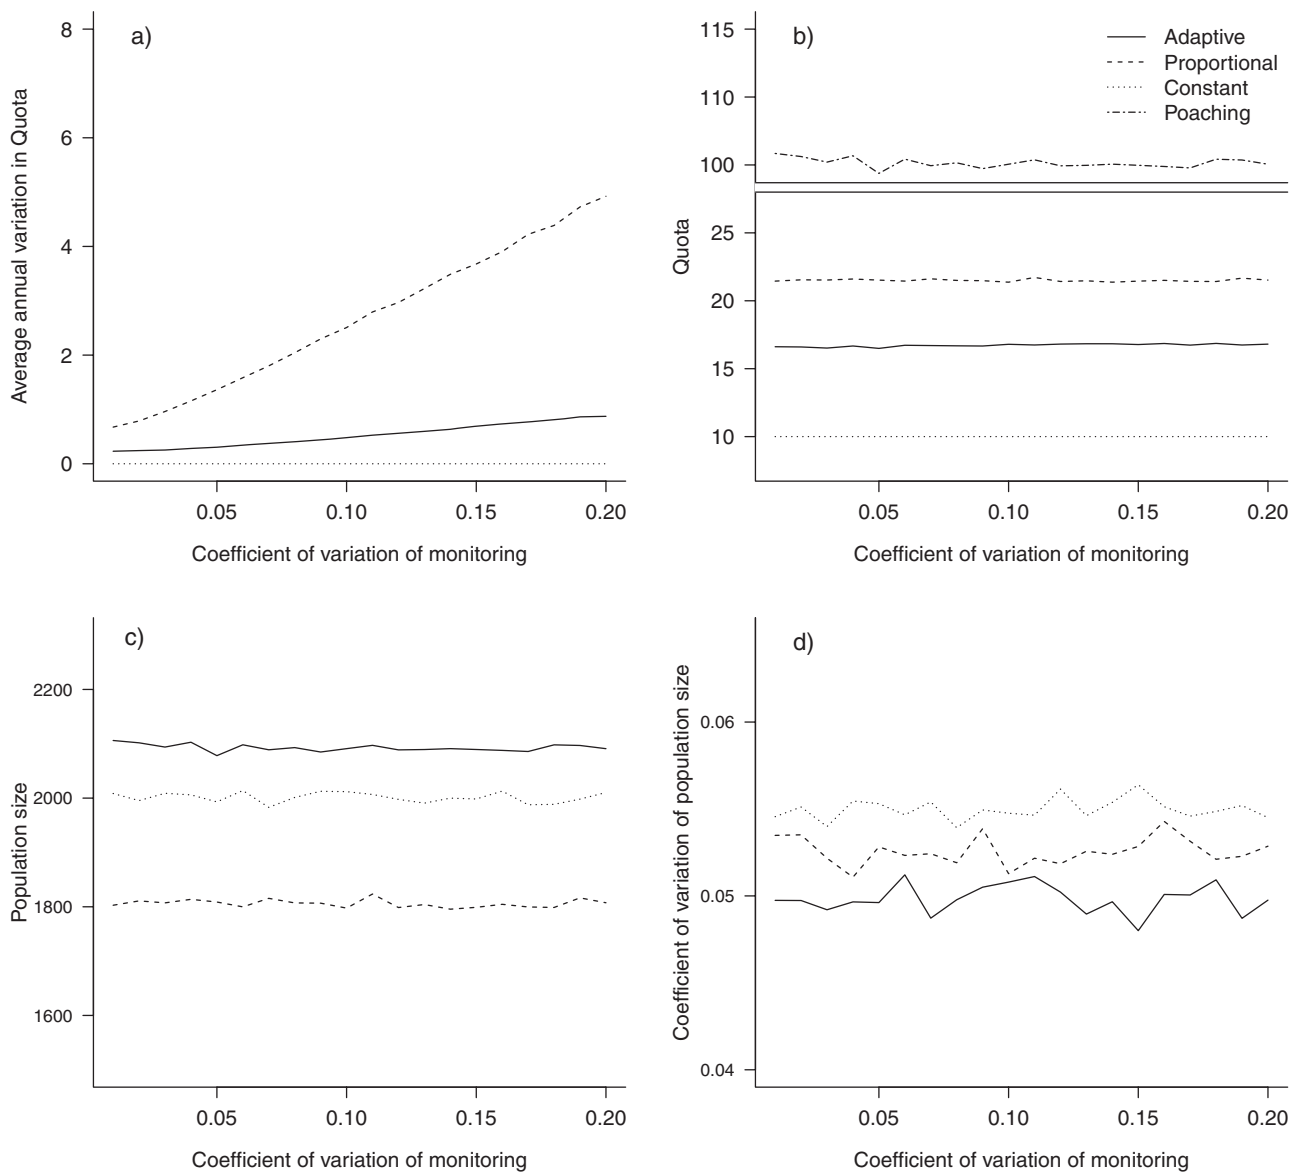 a)
8
6
4
2
0
Average annual variation in Quota
0.05 0.10 0.15 0.20
Coefficient of variation of monitoring
b)
Adaptive
Proportional
Constant
Poaching
115
110
100
25
20
15
10
Quota
0.05 0.10 0.15 0.20
Coefficient of variation of monitoring
c)
2200
2000
1800
1600
Population size
0.05 0.10 0.15 0.20
Coefficient of variation of monitoring
d)
0.06
0.05
0.04
Coefficient of variation of population size
0.05 0.10 0.15 0.20
Coefficient of variation of monitoring